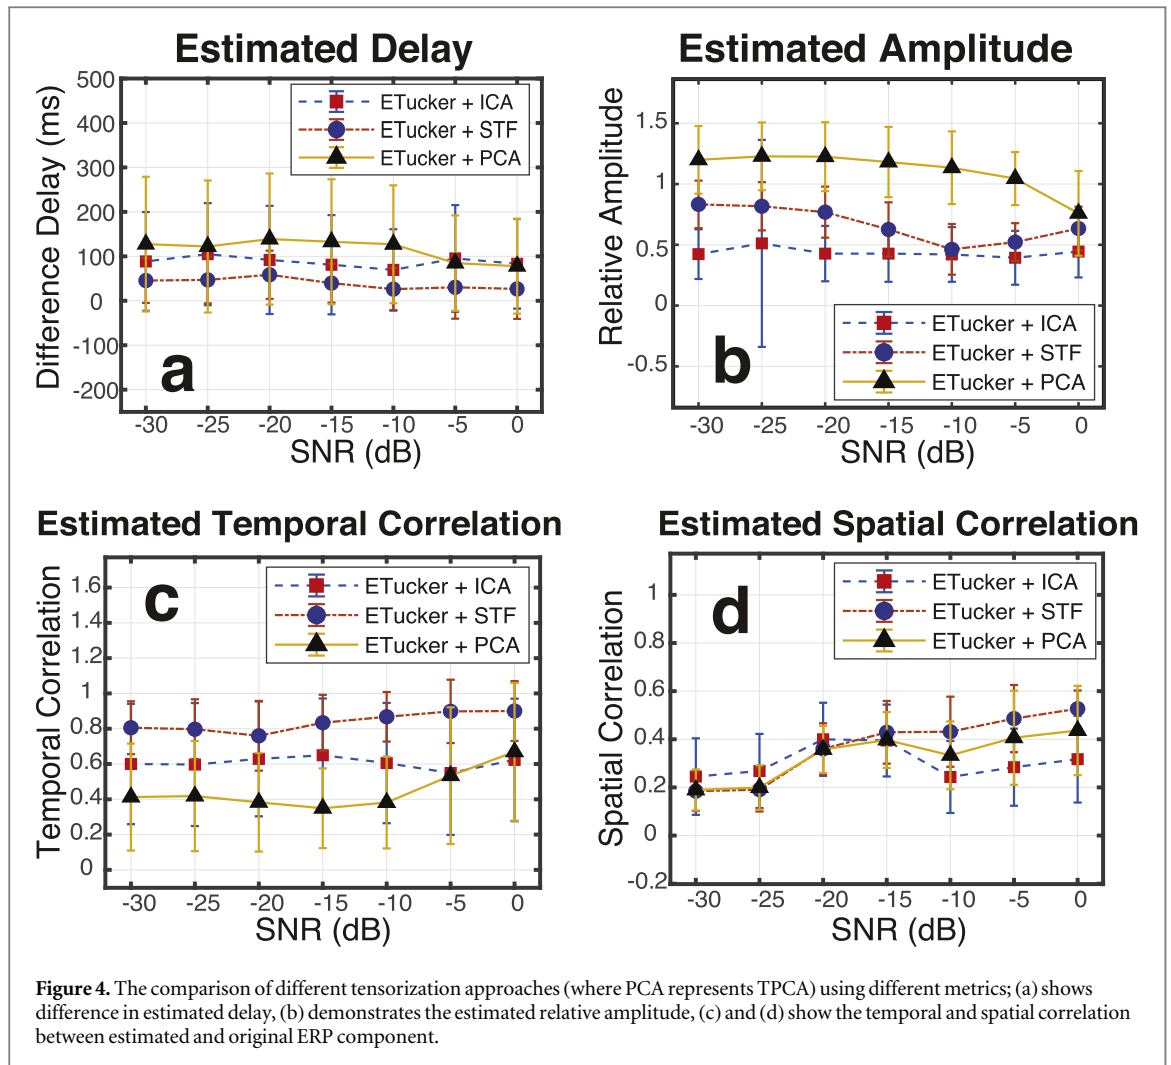 Estimated Delay
500
400
300
200
100
0
-100
-200
Difference Delay (ms)
ETucker + ICA
ETucker + STF
ETucker + PCA
a
-30 -25 -20 -15 -10 -5 0
SNR (dB)
Estimated Amplitude
1.5
1
0.5
0
-0.5
Relative Amplitude
ETucker + ICA
ETucker + STF
ETucker + PCA
b
-30 -25 -20 -15 -10 -5 0
SNR (dB)
Estimated Temporal Correlation
1.6
1.4
1.2
1
0.8
0.6
0.4
0.2
0
Temporal Correlation
ETucker + ICA
ETucker + STF
ETucker + PCA
c
-30 -25 -20 -15 -10 -5 0
SNR (dB)
Estimated Spatial Correlation
1
0.8
0.6
0.4
0.2
0
-0.2
Spatial Correlation
ETucker + ICA
ETucker + STF
ETucker + PCA
d
-30 -25 -20 -15 -10 -5 0
SNR (dB)
Figure 4. The comparison of different tensorization approaches (where PCA represents TPCA) using different metrics; (a) shows
difference in estimated delay, (b) demonstrates the estimated relative amplitude, (c) and (d) show the temporal and spatial correlation
between estimated and original ERP component.